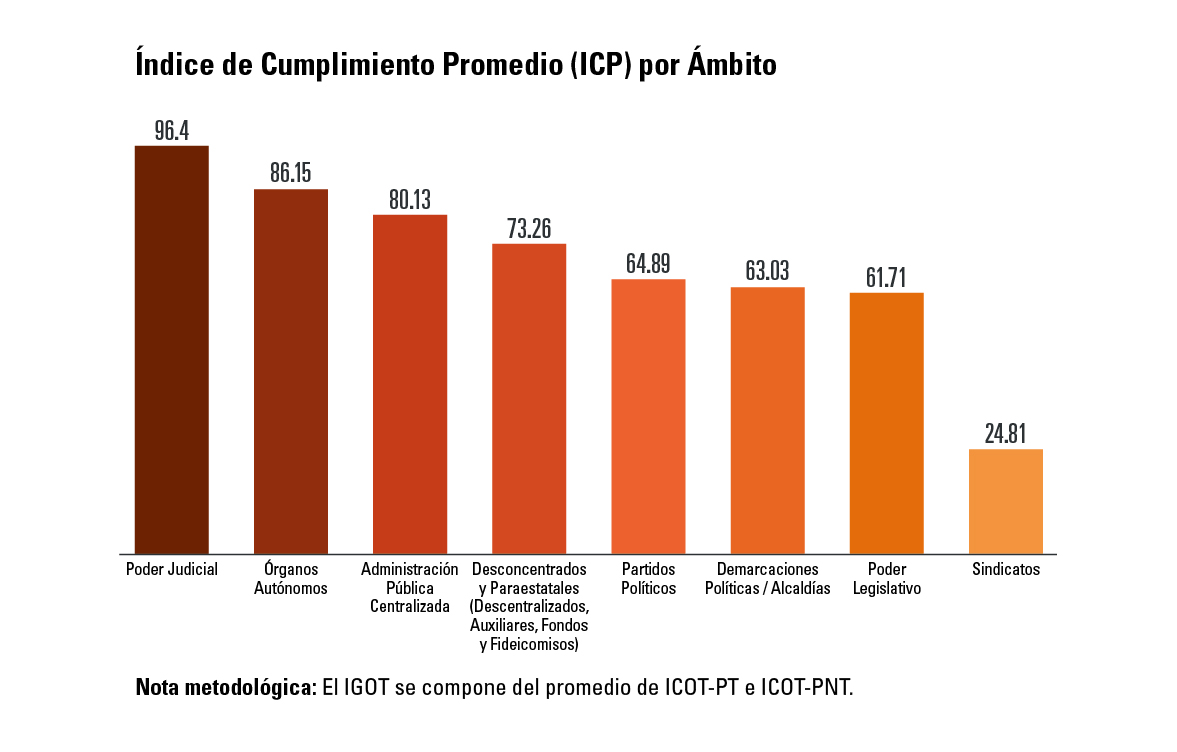 Índice de Cumplimiento Promedio (ICP) por Ámbito
96.4
86.15
80.13
73.26
64.89
63.03
61.71
24.81
Poder Judicial
Órganos
Autónomos
Administración
Pública
Centralizada
Desconcentrados
y Paraestatales
(Descentralizados,
Auxiliares, Fondos
y Fideicomisos)
Partidos
Políticos
Demarcaciones
Políticas / Alcaldías
Poder
Legislativo
Sindicatos
Nota metodológica: El IGOT se compone del promedio de ICOT-PT e ICOT-PNT.